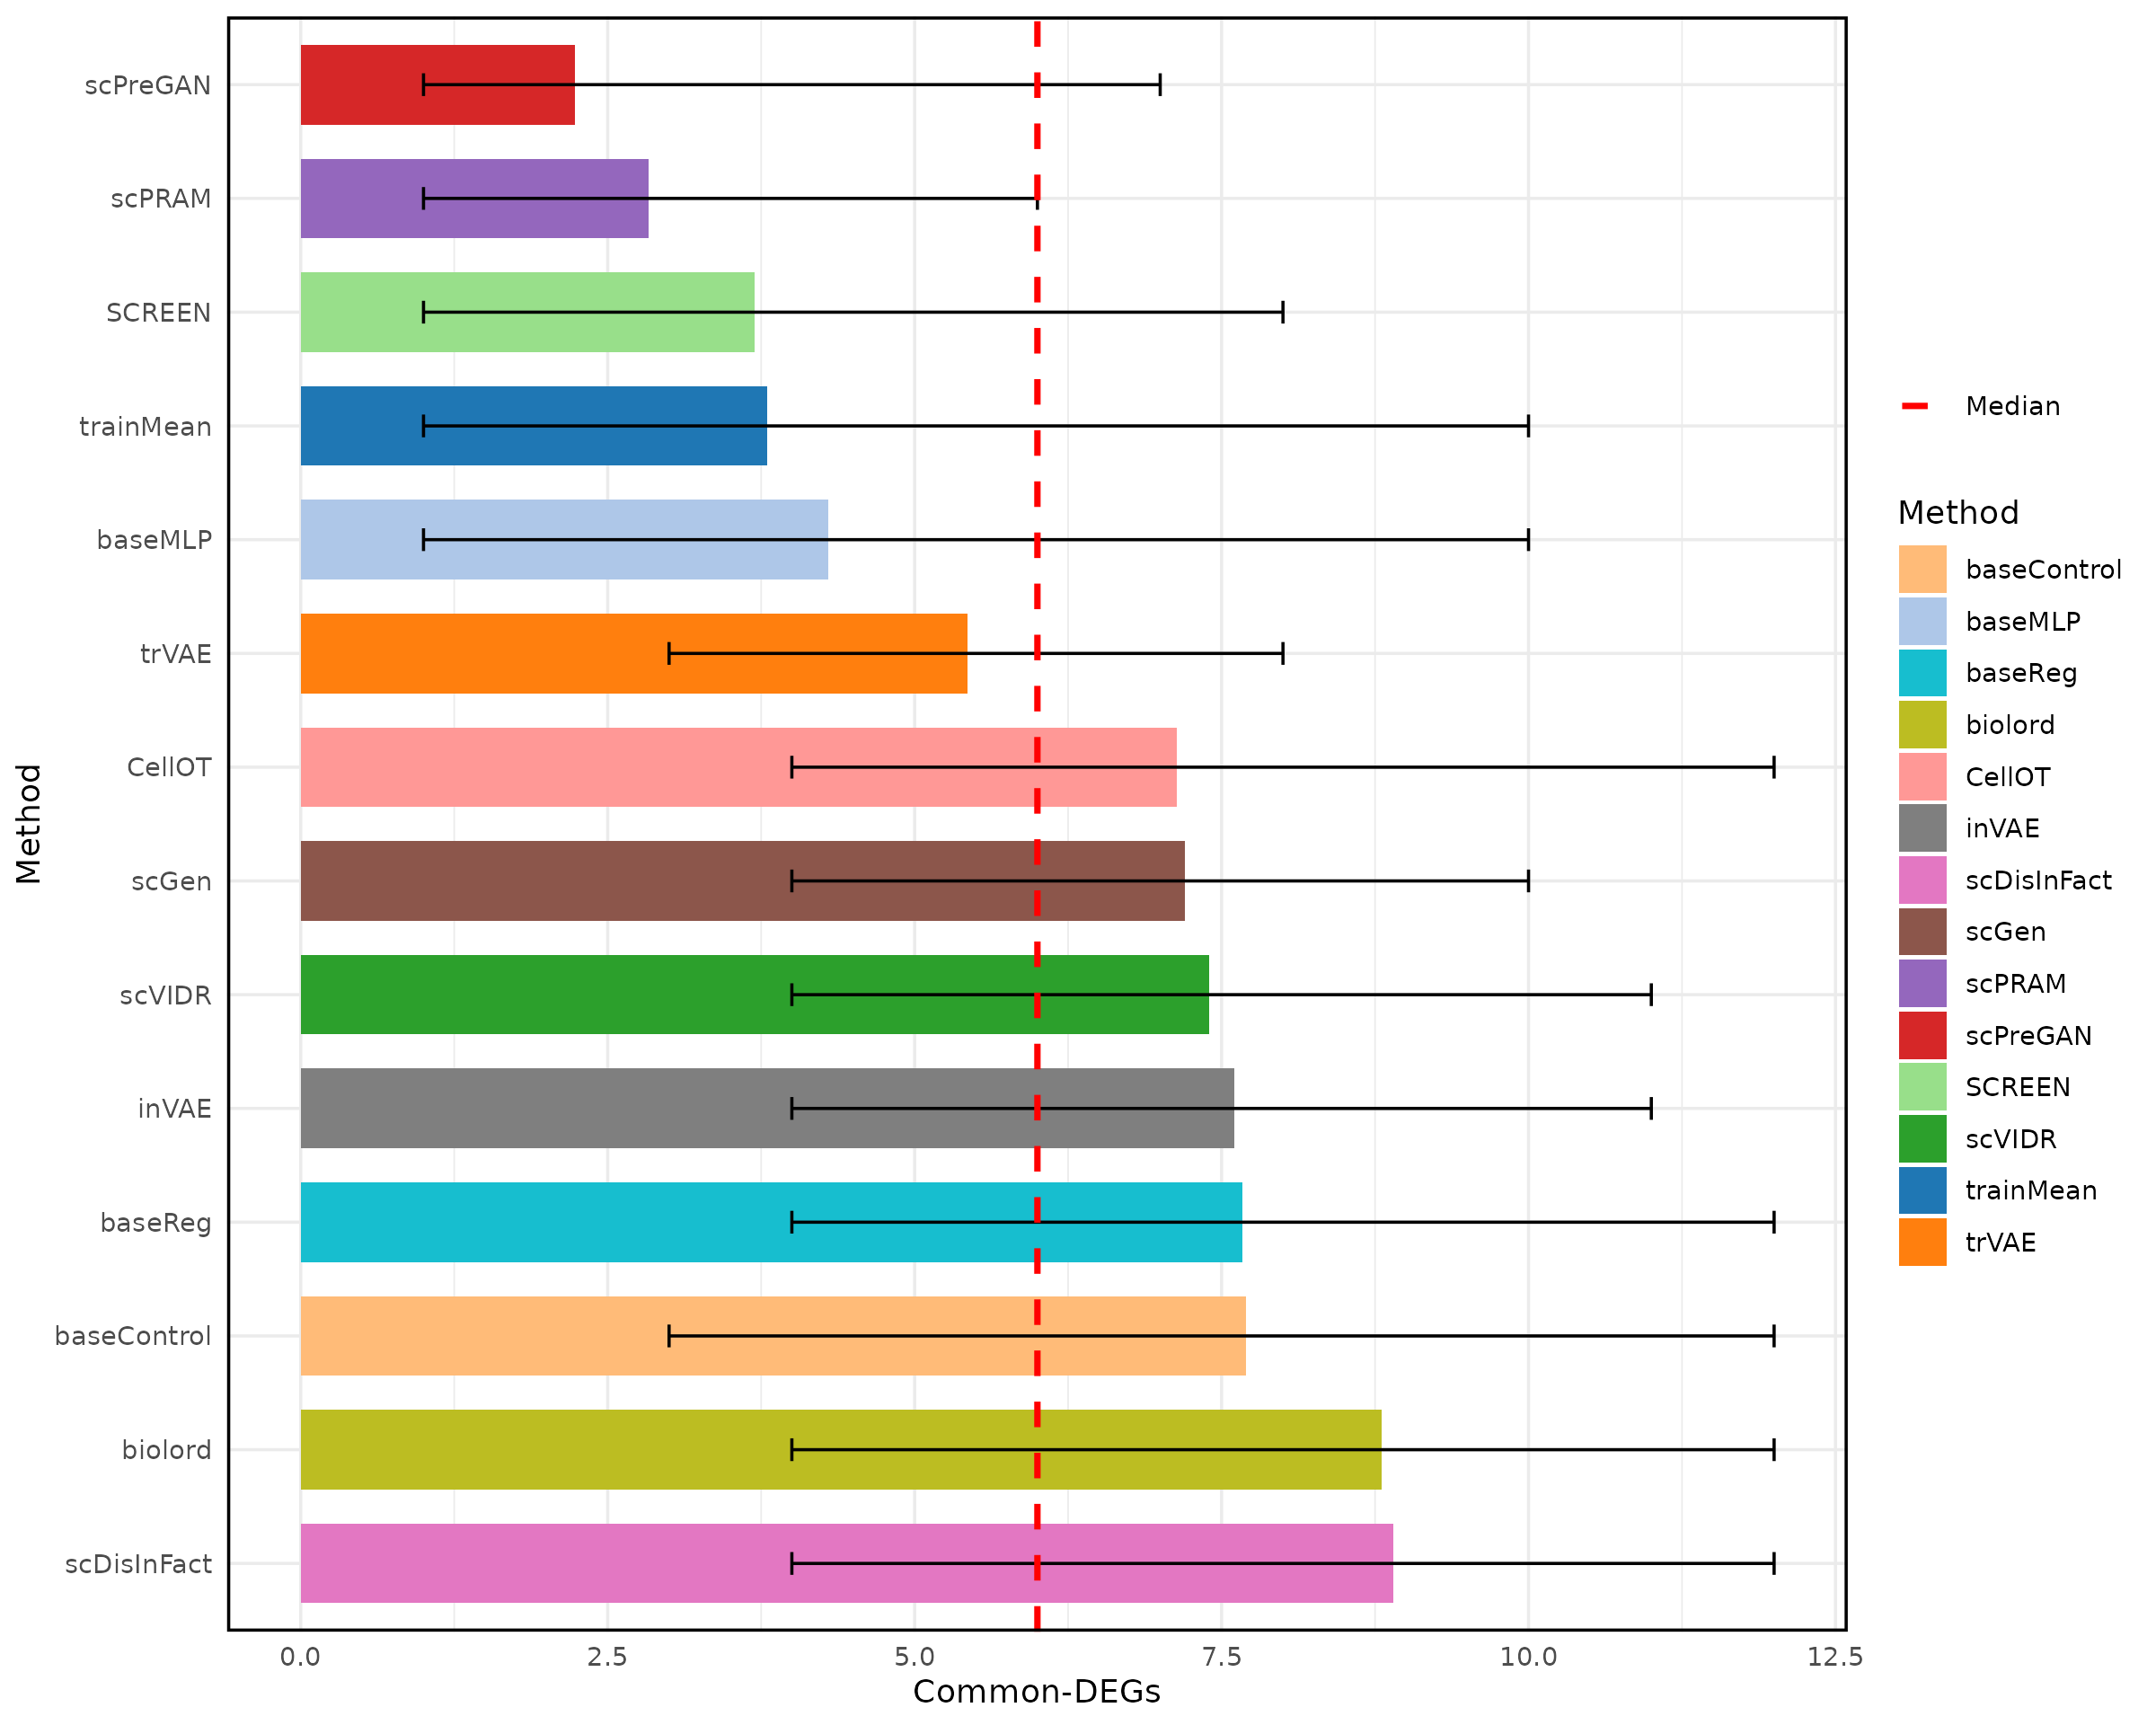 Method
scPreGAN
scPRAM
SCREEN
trainMean
baseMLP
trVAE
CellOT
scGen
scVIDR
inVAE
baseReg
baseControl
biolord
scDisInFact
0.0 2.5 5.0 7.5 10.0 12.5
Common-DEGs
Median
Method
baseControl
baseMLP
baseReg
biolord
CellOT
inVAE
scDisInFact
scGen
scPRAM
scPreGAN
SCREEN
scVIDR
trainMean
trVAE